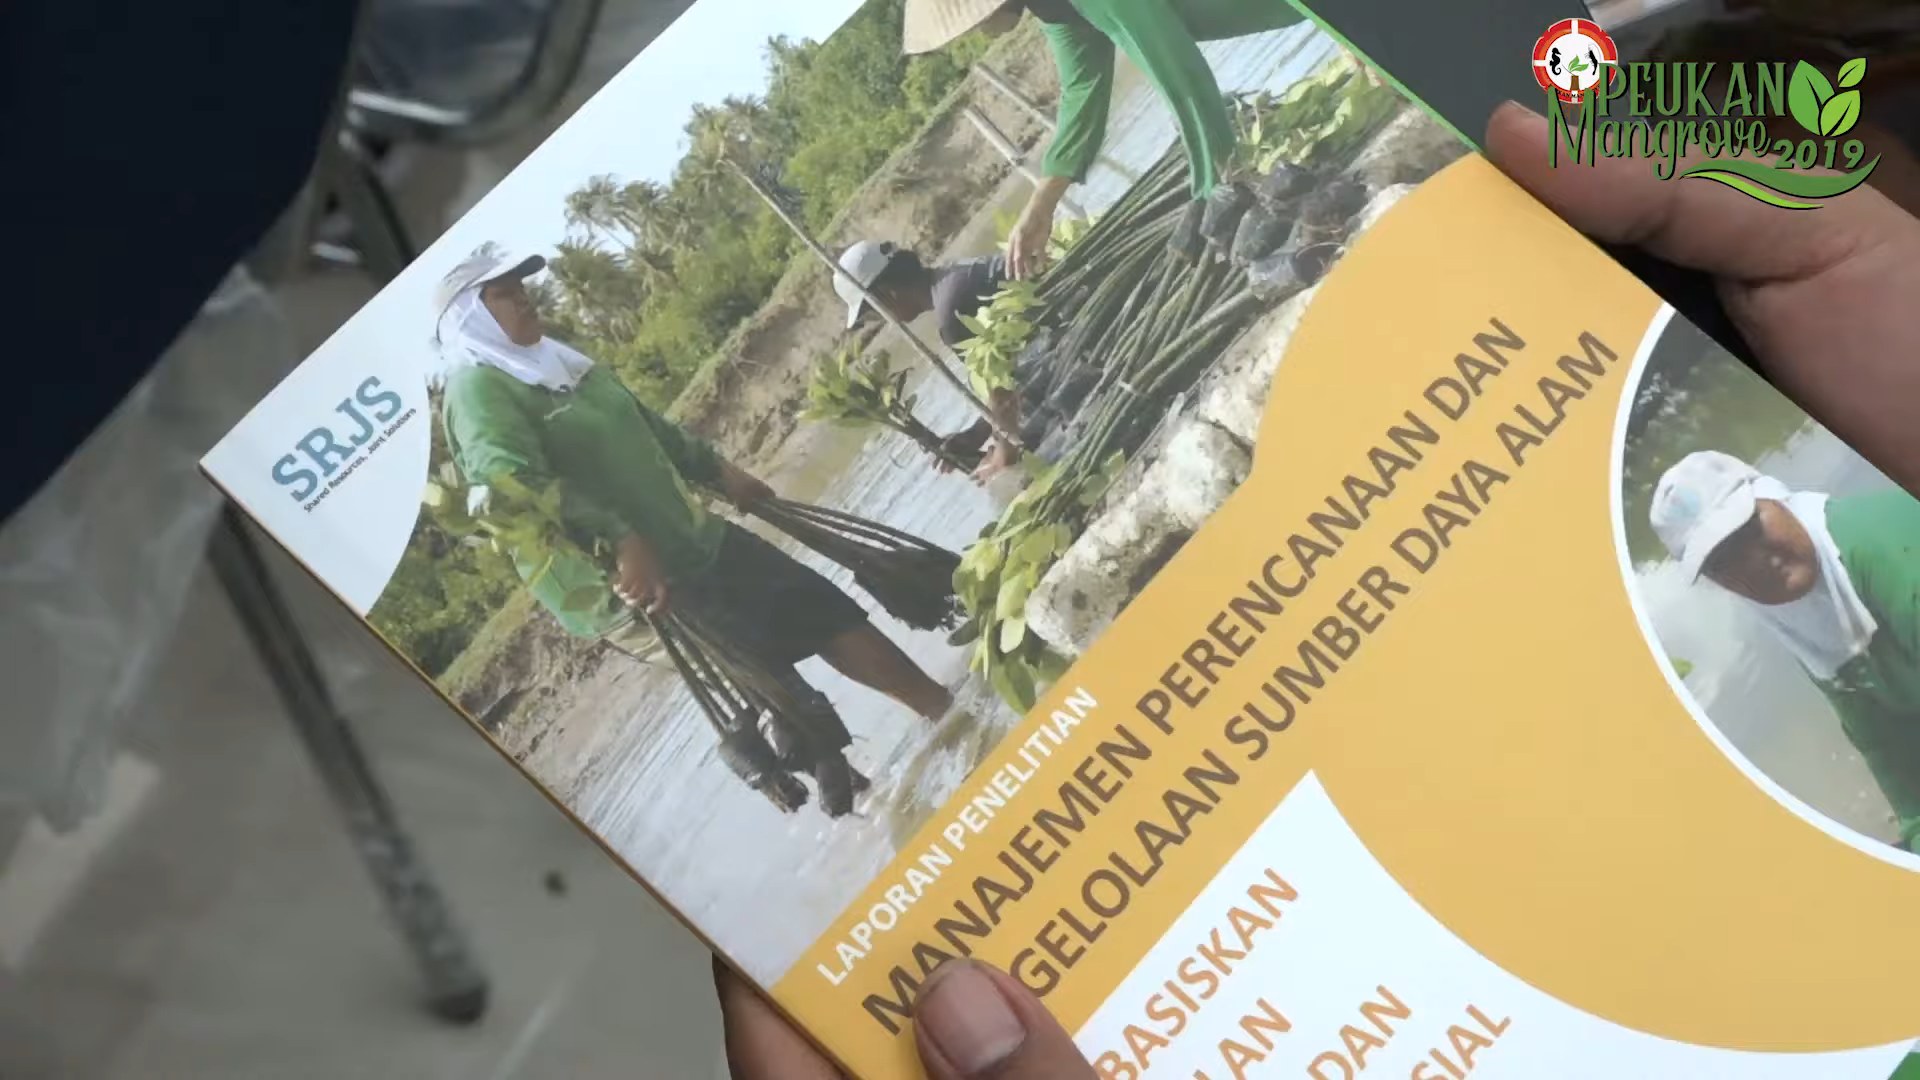 PEUKAN
Mangrove 2019
SRJS
Shared Resources, Joint Solutions
LAPORAN PENELITIAN
MANAJEMEN PERENCANAAN DAN
GELOLAAN SUMBER DAYA ALAM
BASISKAN
LAN
DAN
SIAL